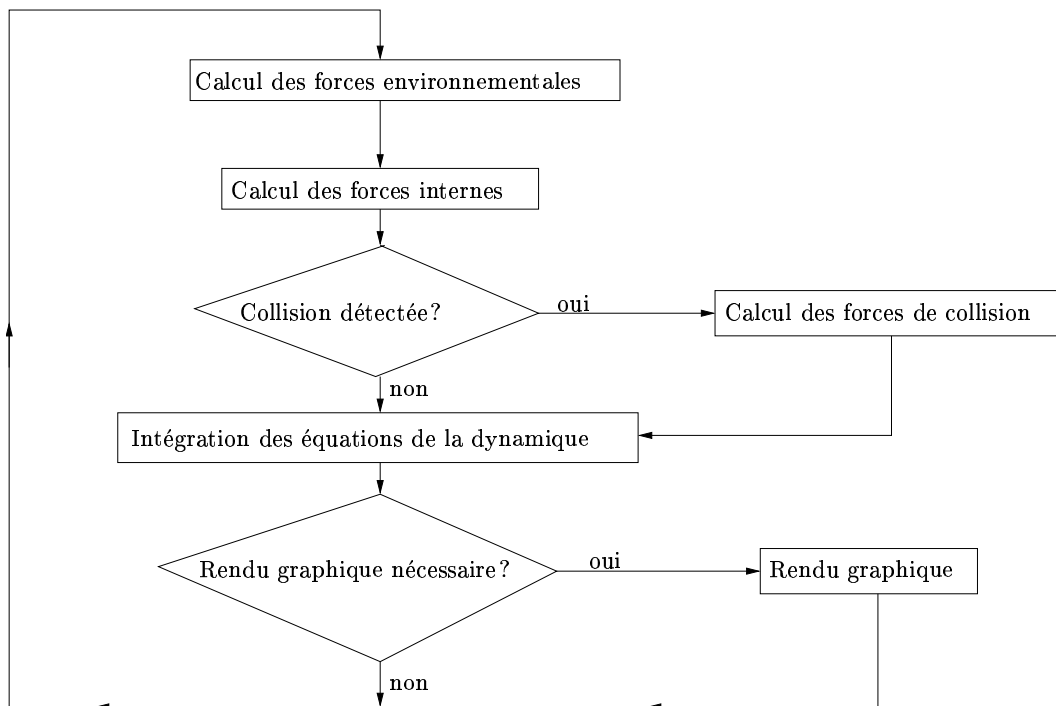 Calcul des forces environnementales
Calcul des forces internes
Collision détectée?
oui
Calcul des forces de collision
non
Intégration des équations de la dynamique
Rendu graphique nécessaire?
oui
Rendu graphique
non